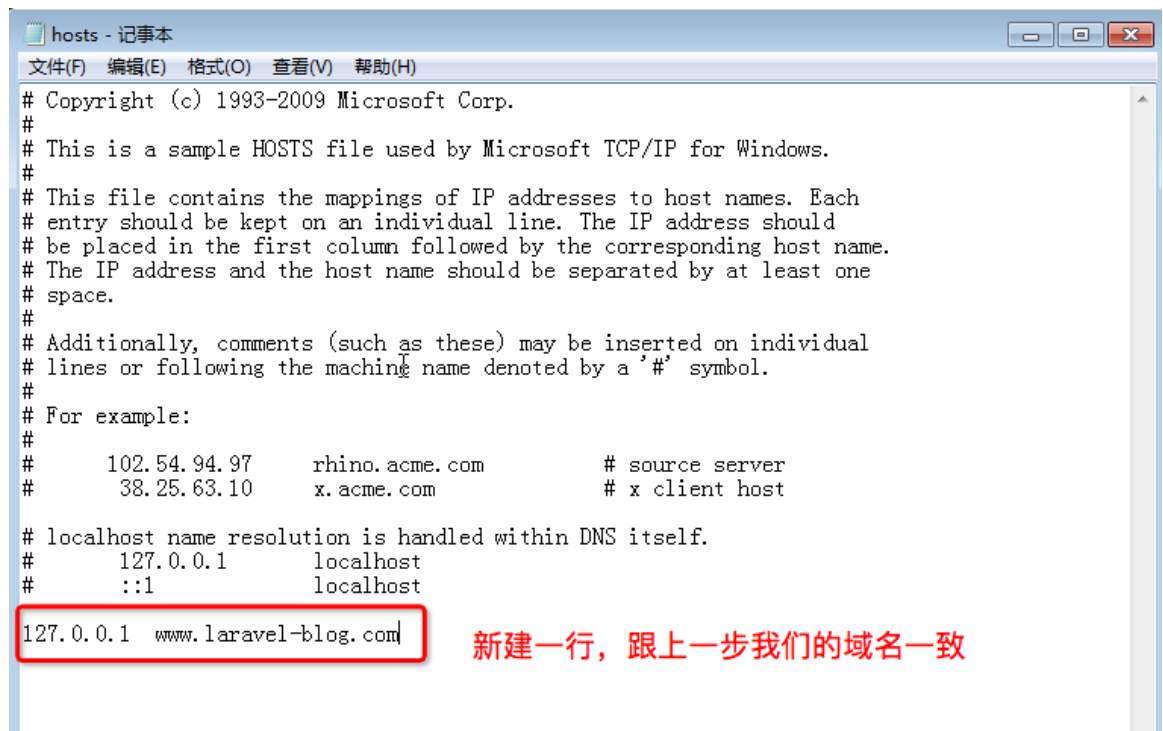 hosts - 记事本
文件(F) 编辑(E) 格式(O) 查看(V) 帮助(H)
# Copyright (c) 1993-2009 Microsoft Corp.
#
# This is a sample HOSTS file used by Microsoft TCP/IP for Windows.
#
# This file contains the mappings of IP addresses to host names. Each
# entry should be kept on an individual line. The IP address should
# be placed in the first column followed by the corresponding host name.
# The IP address and the host name should be separated by at least one
# space.
#
# Additionally, comments (such as these) may be inserted on individual
# lines or following the machine name denoted by a '#' symbol.
#
# For example:
#
#      102.54.94.97     rhino.acme.com          # source server
#       38.25.63.10     x.acme.com              # x client host
# localhost name resolution is handled within DNS itself.
#       127.0.0.1       localhost
#       ::1             localhost
127.0.0.1  www.laravel-blog.com
新建一行，跟上一步我们的域名一致